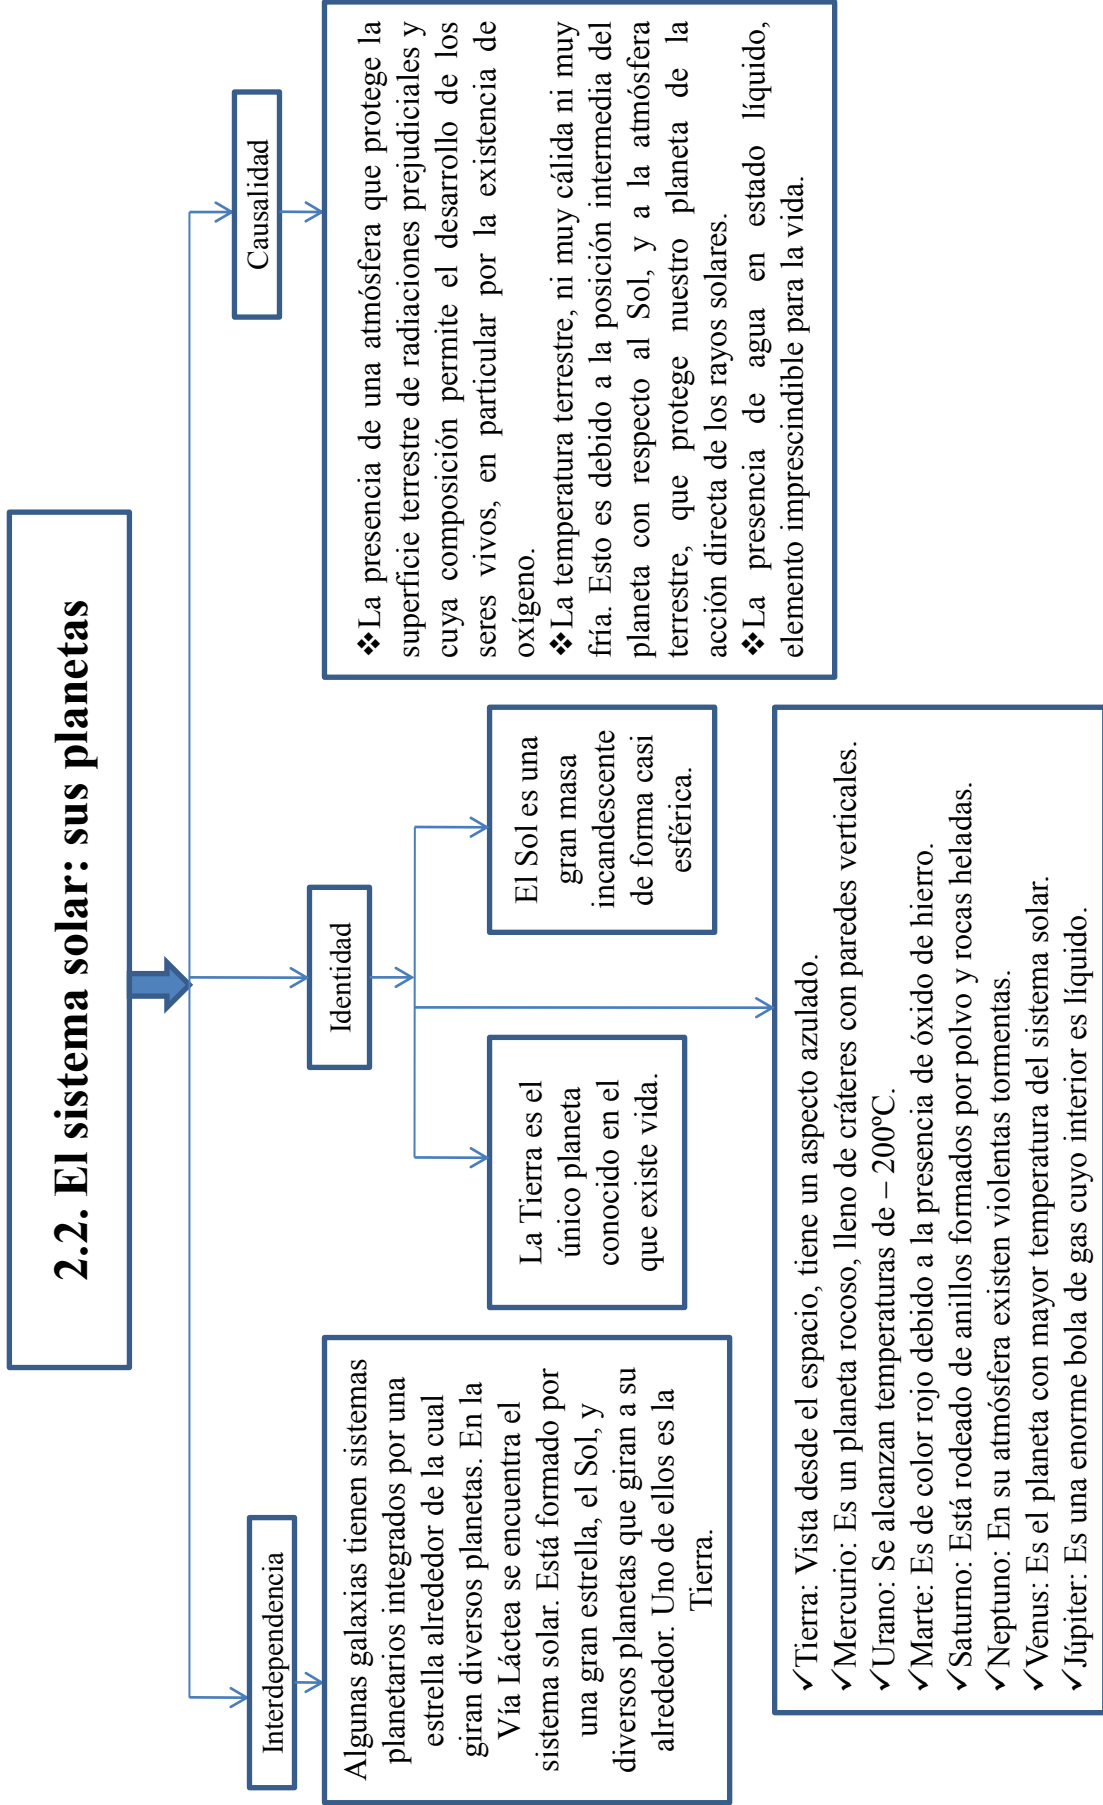 2.2. El sistema solar: sus planetas
Interdependencia
Algunas galaxias tienen sistemas
planetarios integrados por una
estrella alrededor de la cual
giran diversos planetas. En la
Vía Láctea se encuentra el
sistema solar. Está formado por
una gran estrella, el Sol, y
diversos planetas que giran a su
alrededor. Uno de ellos es la
Tierra.
Identidad
La Tierra es el
único planeta
conocido en el
que existe vida.
El Sol es una
gran masa
incandescente
de forma casi
esférica.
✓Tierra: Vista desde el espacio, tiene un aspecto azulado.
✓Mercurio: Es un planeta rocoso, lleno de cráteres con paredes verticales.
✓Urano: Se alcanzan temperaturas de – 200ºC.
✓Marte: Es de color rojo debido a la presencia de óxido de hierro.
✓Saturno: Está rodeado de anillos formados por polvo y rocas heladas.
✓Neptuno: En su atmósfera existen violentas tormentas.
✓Venus: Es el planeta con mayor temperatura del sistema solar.
✓Júpiter: Es una enorme bola de gas cuyo interior es líquido.
Causalidad
❖La presencia de una atmósfera que protege la
superficie terrestre de radiaciones prejudiciales y
cuya composición permite el desarrollo de los
seres vivos, en particular por la existencia de
oxígeno.
❖La temperatura terrestre, ni muy cálida ni muy
fría. Esto es debido a la posición intermedia del
planeta con respecto al Sol, y a la atmósfera
terrestre, que protege nuestro planeta de la
acción directa de los rayos solares.
❖La presencia de agua en estado líquido,
elemento imprescindible para la vida.